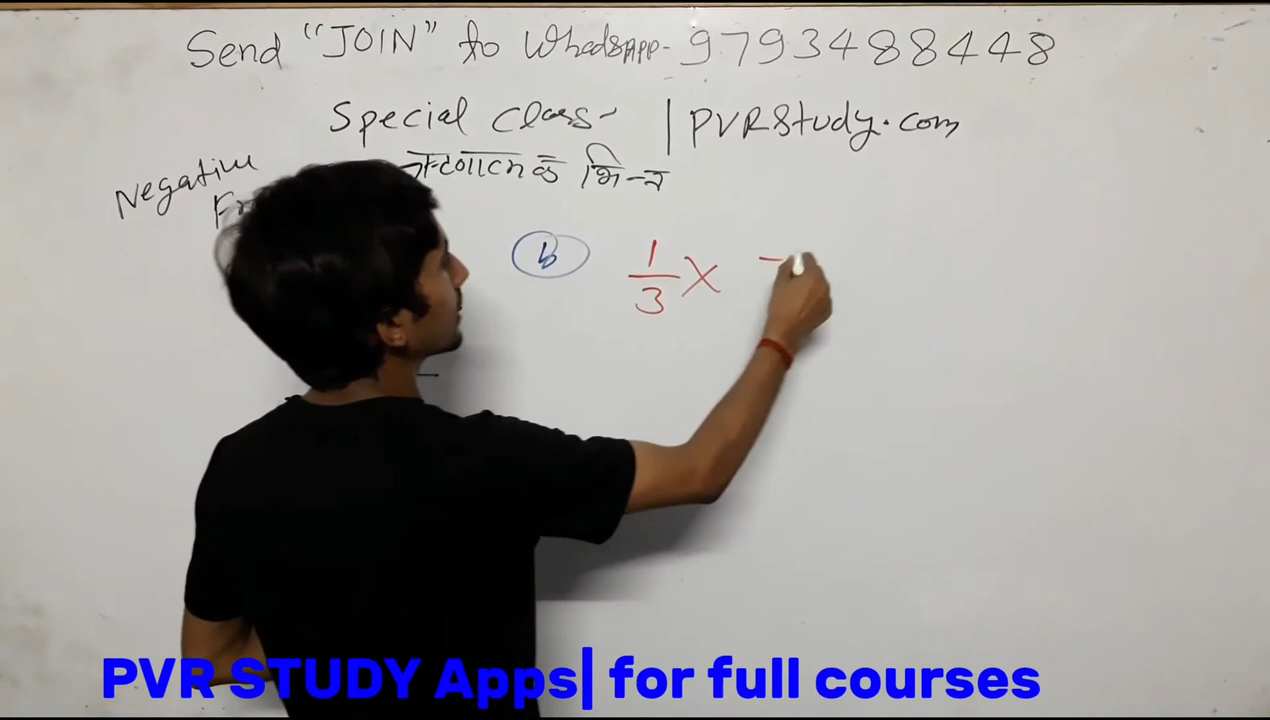 Send "JOIN" to WhatsAPP- 9793488448
Special Class- | PVRStudy.com
Negative
भिन्न
b 1/3 X -
PVR STUDY Apps| for full courses